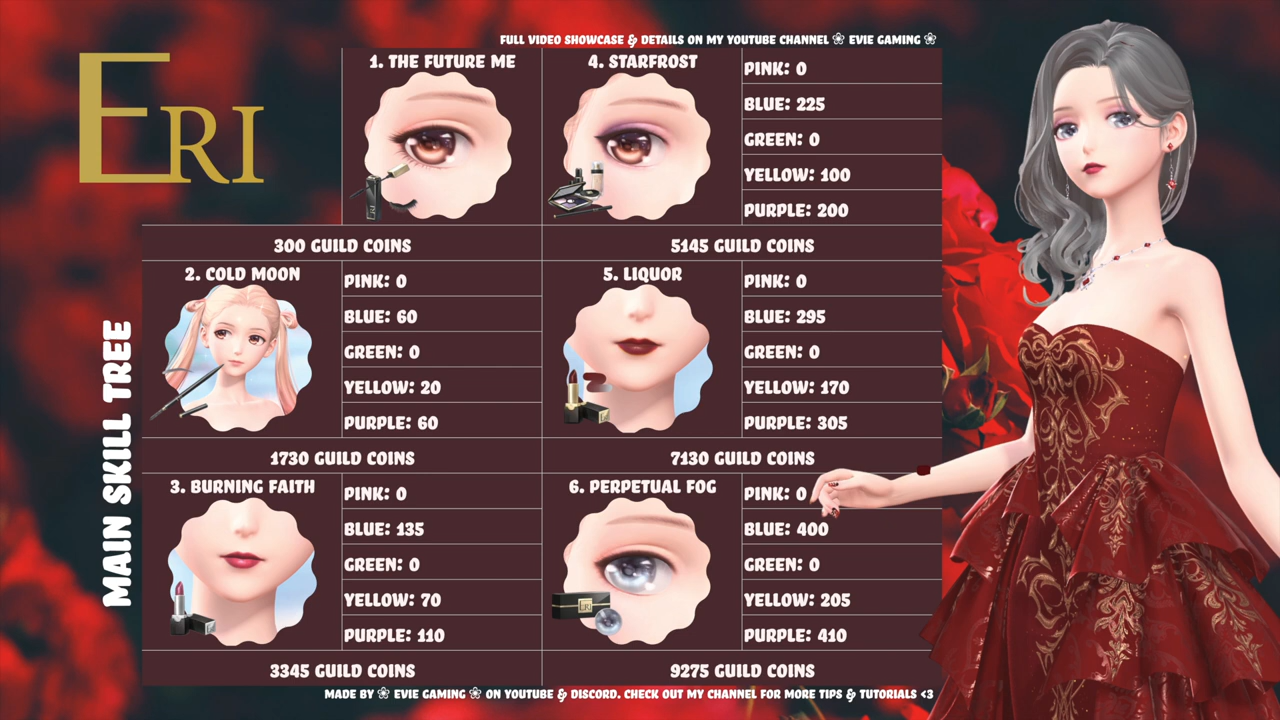 FULL VIDEO SHOWCASE & DETAILS ON MY YOUTUBE CHANNEL ❀ EVIE GAMING ❀
ERI
MAIN SKILL TREE
1. THE FUTURE ME
300 GUILD COINS
2. COLD MOON
PINK: 0
BLUE: 60
GREEN: 0
YELLOW: 20
PURPLE: 60
1730 GUILD COINS
3. BURNING FAITH
PINK: 0
BLUE: 135
GREEN: 0
YELLOW: 70
PURPLE: 110
3345 GUILD COINS
4. STARFROST
PINK: 0
BLUE: 225
GREEN: 0
YELLOW: 100
PURPLE: 200
5145 GUILD COINS
5. LIQUOR
PINK: 0
BLUE: 295
GREEN: 0
YELLOW: 170
PURPLE: 305
7130 GUILD COINS
6. PERPETUAL FOG
ERI
PINK: 0
BLUE: 400
GREEN: 0
YELLOW: 205
PURPLE: 410
9275 GUILD COINS
MADE BY ❀ EVIE GAMING ❀ ON YOUTUBE & DISCORD. CHECK OUT MY CHANNEL FOR MORE TIPS & TUTORIALS <3